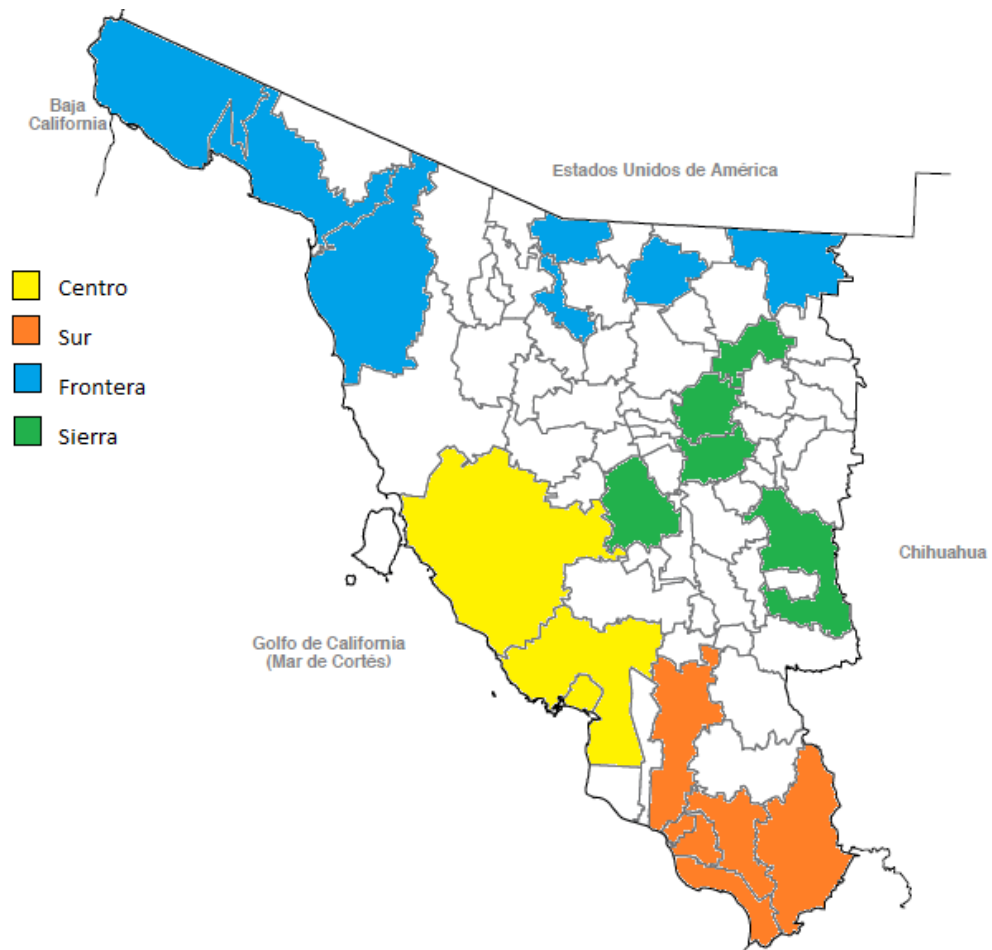 Baja
California
Estados Unidos de América
Centro
Sur
Frontera
Sierra
Chihuahua
Golfo de California
(Mar de Cortés)